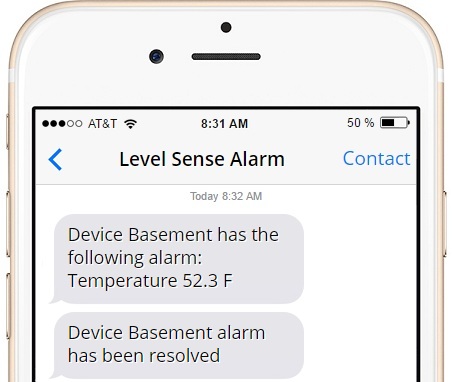 AT&T 8:31 AM 50 %
Level Sense Alarm Contact
Today 8:32 AM
Device Basement has the
following alarm:
Temperature 52.3 F
Device Basement alarm
has been resolved